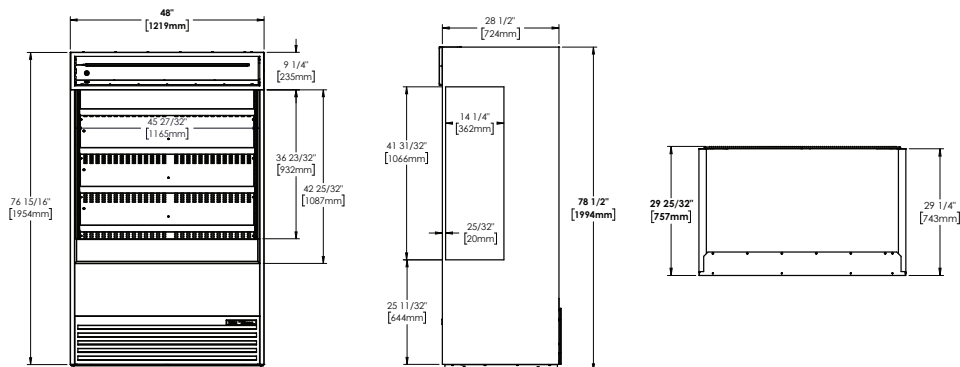 48"
[1219mm]
9 1/4"
[235mm]
45 27/32"
[1165mm]
36 23/32"
[932mm]
42 25/32"
[1087mm]
76 15/16"
[1954mm]
28 1/2"
[724mm]
14 1/4"
[362mm]
41 31/32"
[1066mm]
25/32"
[20mm]
78 1/2"
[1994mm]
25 11/32"
[644mm]
29 25/32"
[757mm]
29 1/4"
[743mm]